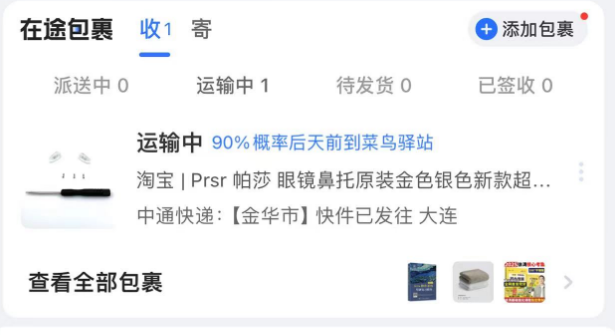 在途包裹 收1 寄 添加包裹
派送中 0 运输中 1 待发货 0 已签收 0
运输中 90%概率后天前到菜鸟驿站
淘宝 | Prsr 帕莎 眼镜鼻托原装金色银色新款超...
中通快递：【金华市】快件已发往 大连
查看全部包裹